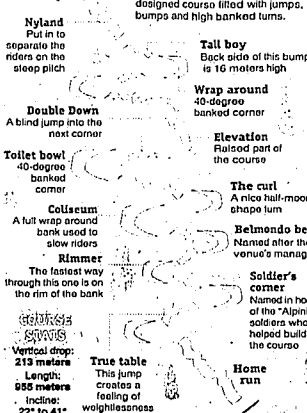 designed course fitted with jumps,
bumps and high banked turns.
Nyland
Put in to
separate the
riders on the
steep pitch
Tall boy
Back side of this bump
is 16 meters high
Wrap around
40-degree
banked corner
Double Down
A blind jump into the
next corner
Elevation
Raised part of
the course
Toilet bowl
40-degree
banked
corner
The curl
A nice half-moon
shape turn
Coliseum
A full wrap around
bank used to
slow riders
Belmondo be
Named after the
venue's manag
Rimmer
The fastest way
through this one is on
the rim of the bank
Soldier's
corner
Named in ho
of the "Alpini
soldiers who
helped build
the course
COURSE
STATS
Vertical drop:
213 meters
Length:
955 meters
Incline:
22° to 41°
True table
This jump
creates a
feeling of
weightlessness
Home
run